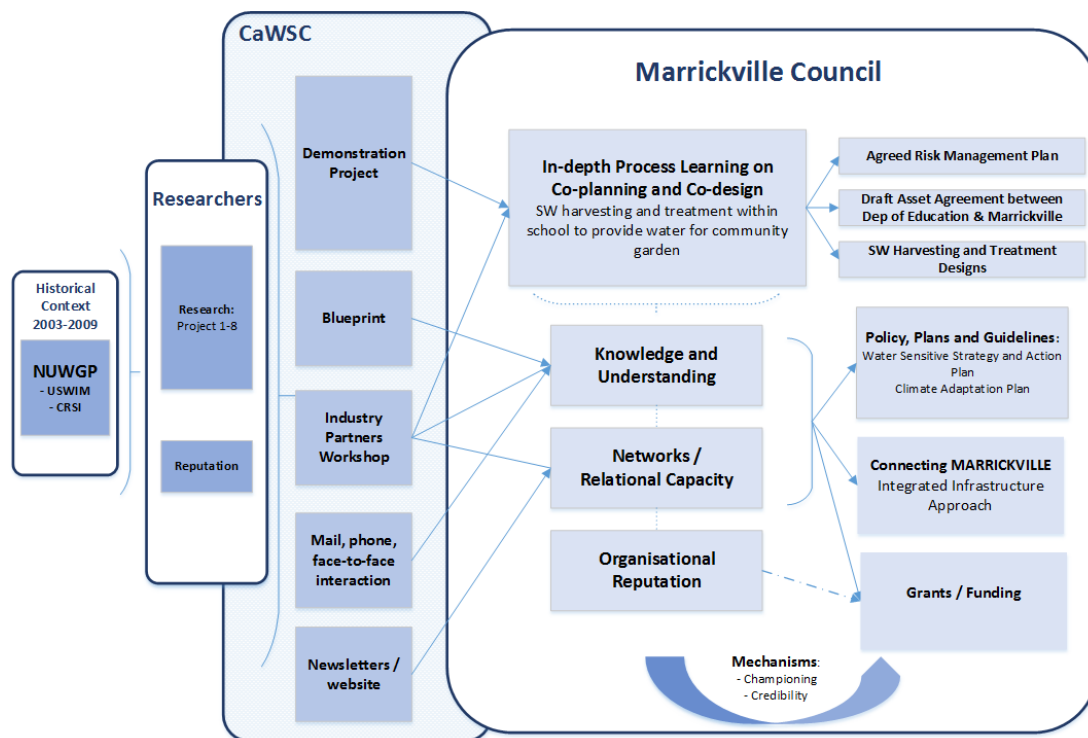 CaWSC
Marrickville Council
Historical
Context
2003-2009
NUWGP
- USWIM
- CRSI
Researchers
Research:
Project 1-8
Reputation
Demonstration
Project
Blueprint
Industry
Partners
Workshop
Mail, phone,
face-to-face
interaction
Newsletters /
website
In-depth Process Learning on
Co-planning and Co-design
SW harvesting and treatment within
school to provide water for community
garden
Knowledge and
Understanding
Networks /
Relational Capacity
Organisational
Reputation
Agreed Risk Management Plan
Draft Asset Agreement between
Dep of Education & Marrickville
SW Harvesting and Treatment
Designs
Policy, Plans and Guidelines:
Water Sensitive Strategy and Action
Plan
Climate Adaptation Plan
Connecting MARRICKVILLE
Integrated Infrastructure
Approach
Grants / Funding
Mechanisms:
- Championing
- Credibility